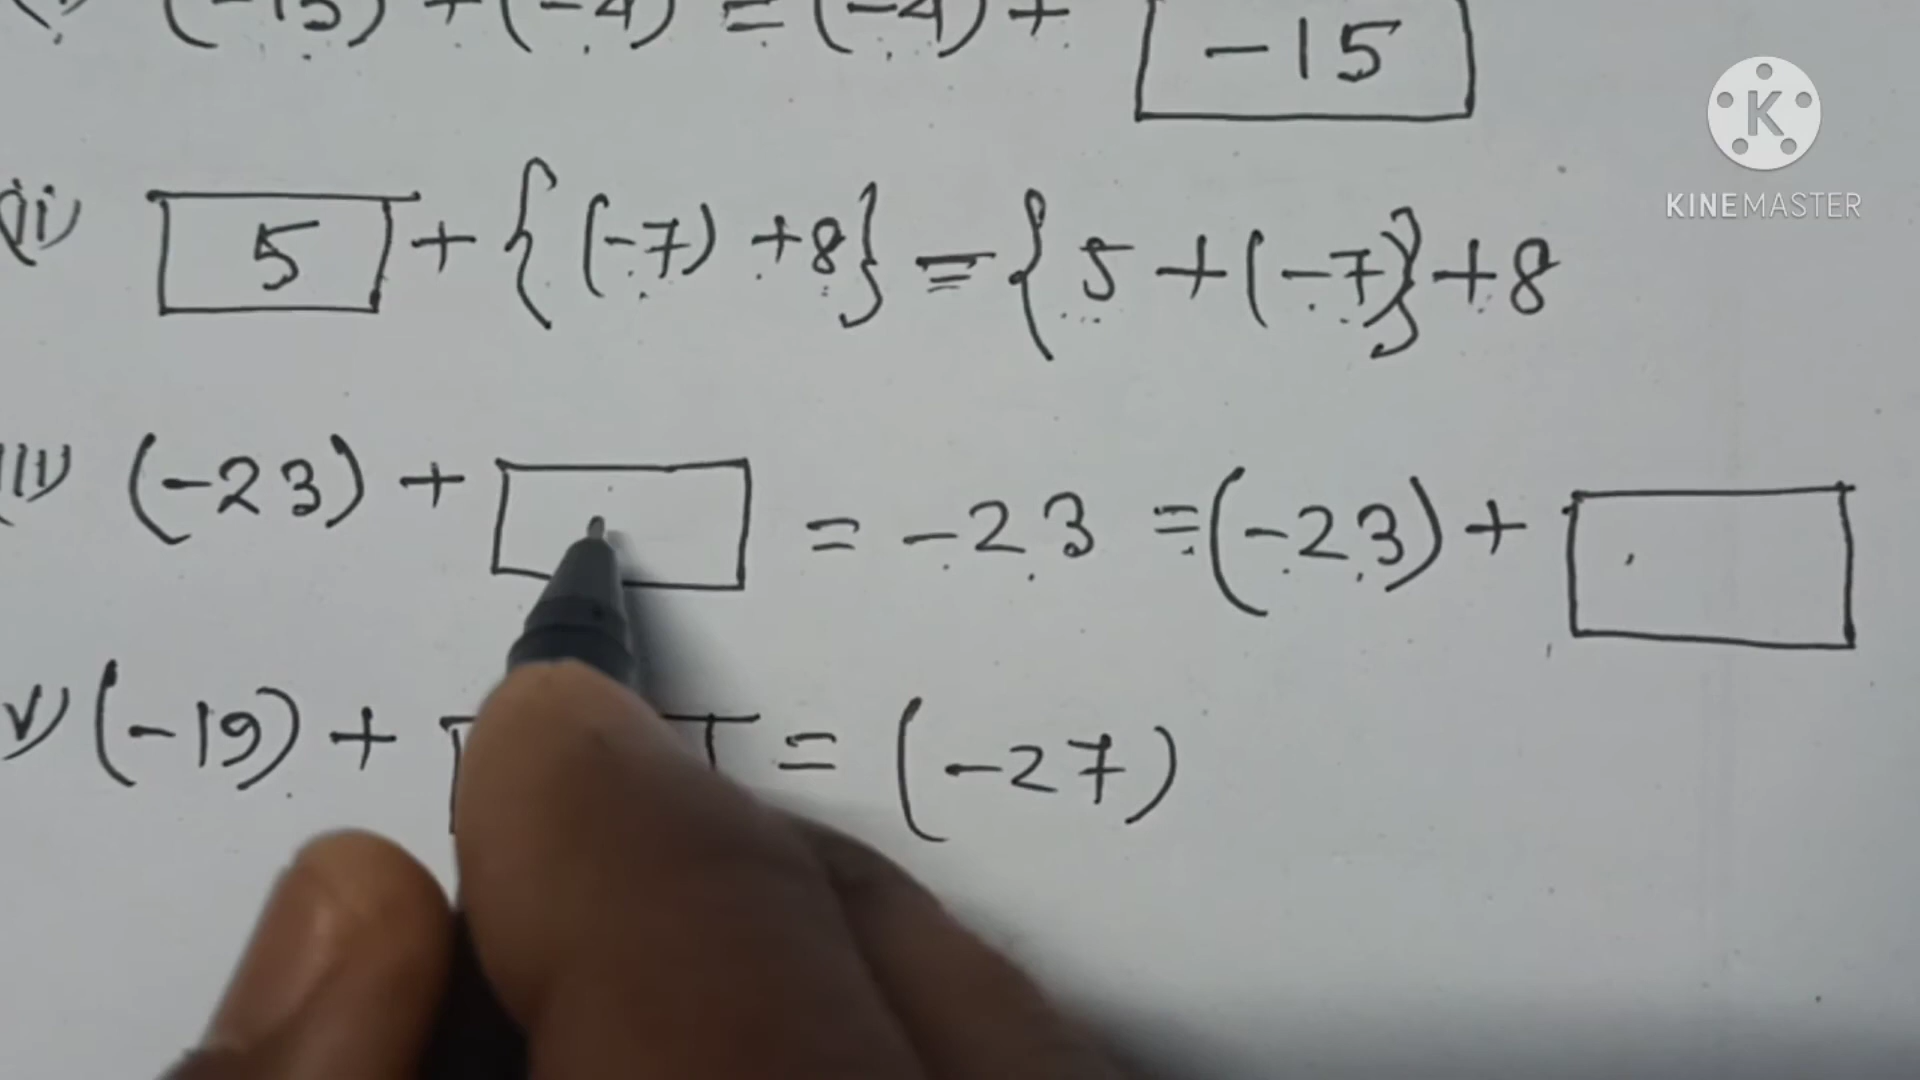 (-15) + (-4) = (-4) + -15
KINEMASTER
ii) 5 + { (-7) + 8} = { 5 + (-7)} + 8
iii) (-23) + = -23 = (-23) +
v) (-19) + = (-27)